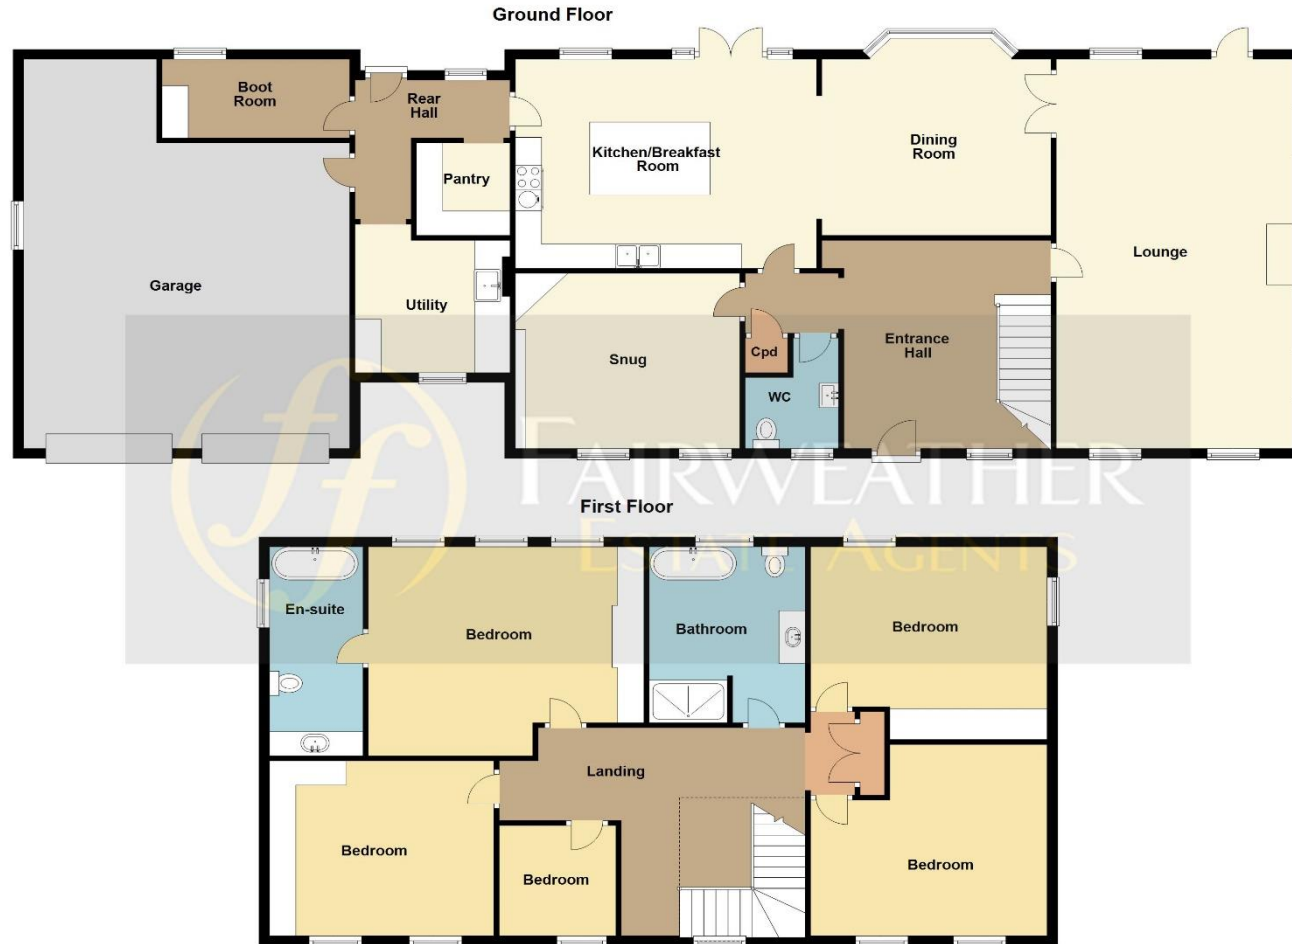 Ground Floor
Boot
Room
Rear
Hall
Pantry
Kitchen/Breakfast
Room
Dining
Room
Lounge
Garage
Utility
Snug
Cpd
WC
Entrance
Hall
ff FAIRWEATHER
ESTATE AGENTS
First Floor
En-suite
Bedroom
Bathroom
Bedroom
Landing
Bedroom
Bedroom
Bedroom